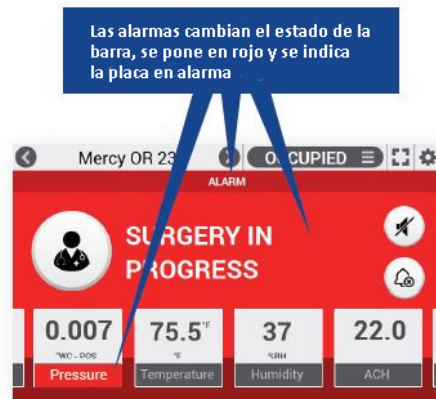 Las alarmas cambian el estado de la
barra, se pone en rojo y se indica
la placa en alarma
Mercy OR 23
OCCUPIED
ALARM
SURGERY IN
PROGRESS
0.007 75.5°F 37 22.0
"WC - POS °F %RH
Pressure Temperature Humidity ACH